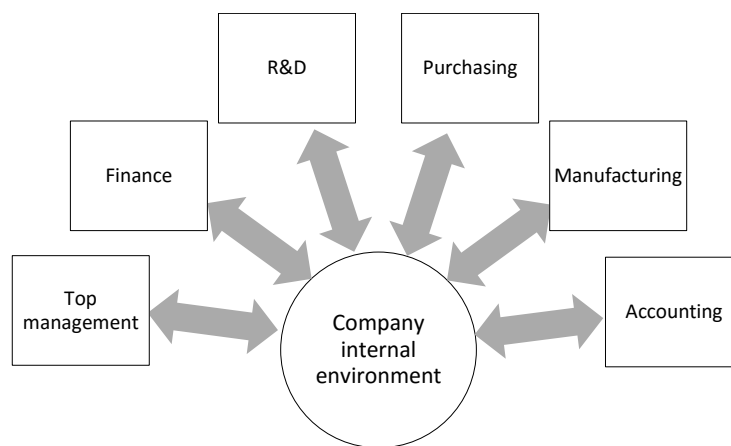 R&D
Purchasing
Finance
Manufacturing
Top
management
Accounting
Company
internal
environment